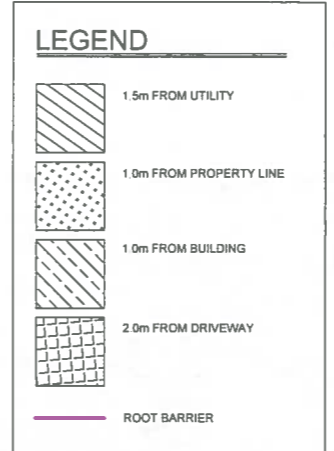 LEGEND
1.5m FROM UTILITY
1.0m FROM PROPERTY LINE
1.0m FROM BUILDING
2.0m FROM DRIVEWAY
ROOT BARRIER